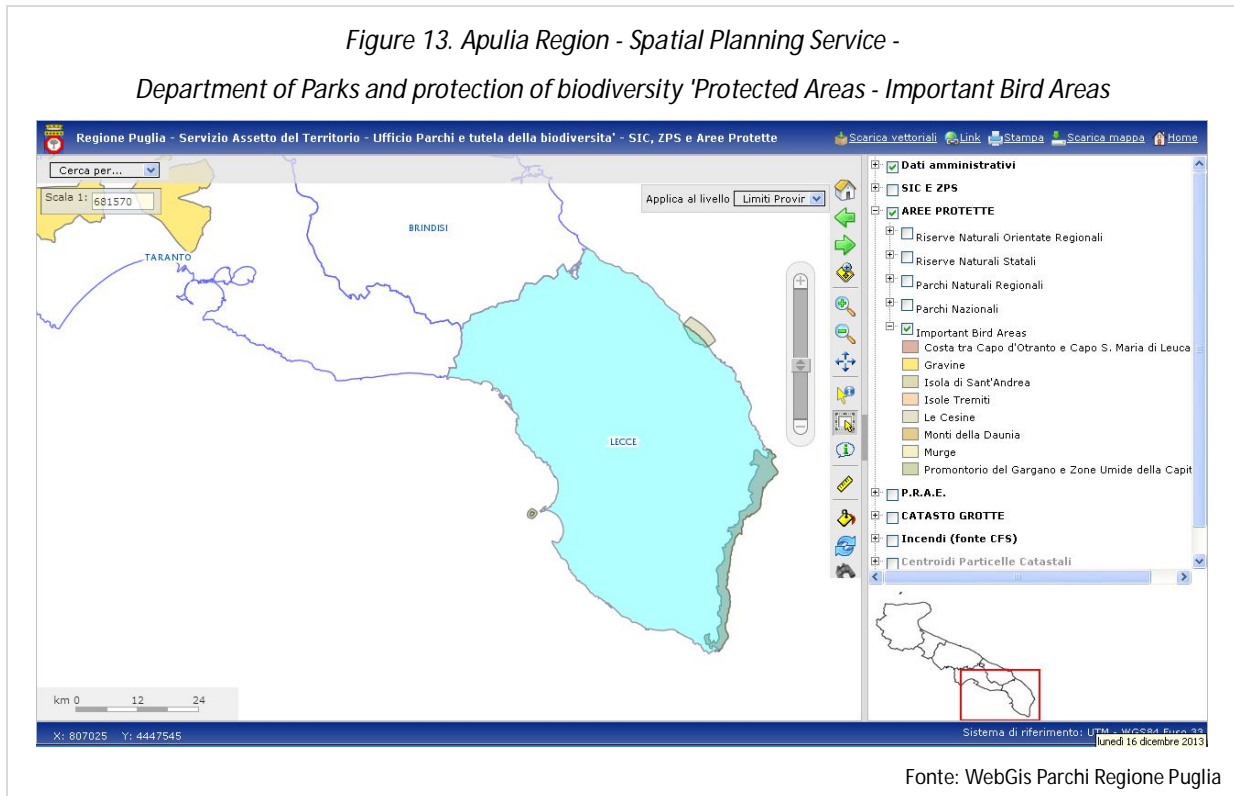 Figure 13. Apulia Region - Spatial Planning Service -
Department of Parks and protection of biodiversity 'Protected Areas - Important Bird Areas
Regione Puglia - Servizio Assetto del Territorio - Ufficio Parchi e tutela della biodiversita' - SIC, ZPS e Aree Protette
Scarica vettoriali Link Stampa Scarica mappa Home
Cerca per...
Scala 1: 681570
Applica al livello Limiti Provir
BRINDISI
TARANTO
LECCE
km 0 12 24
Dati amministrativi
SIC E ZPS
AREE PROTETTE
Riserve Naturali Orientate Regionali
Riserve Naturali Statali
Parchi Naturali Regionali
Parchi Nazionali
Important Bird Areas
Costa tra Capo d'Otranto e Capo S. Maria di Leuca
Gravine
Isola di Sant'Andrea
Isole Tremiti
Le Cesine
Monti della Daunia
Murge
Promontorio del Gargano e Zone Umide della Capit
P.R.A.E.
CATASTO GROTTE
Incendi (fonte CFS)
Centroidi Particelle Catastali
X: 807025 Y: 4447545
Sistema di riferimento: UTM - WGS84 Fuso 33
lunedì 16 dicembre 2013
Fonte: WebGis Parchi Regione Puglia